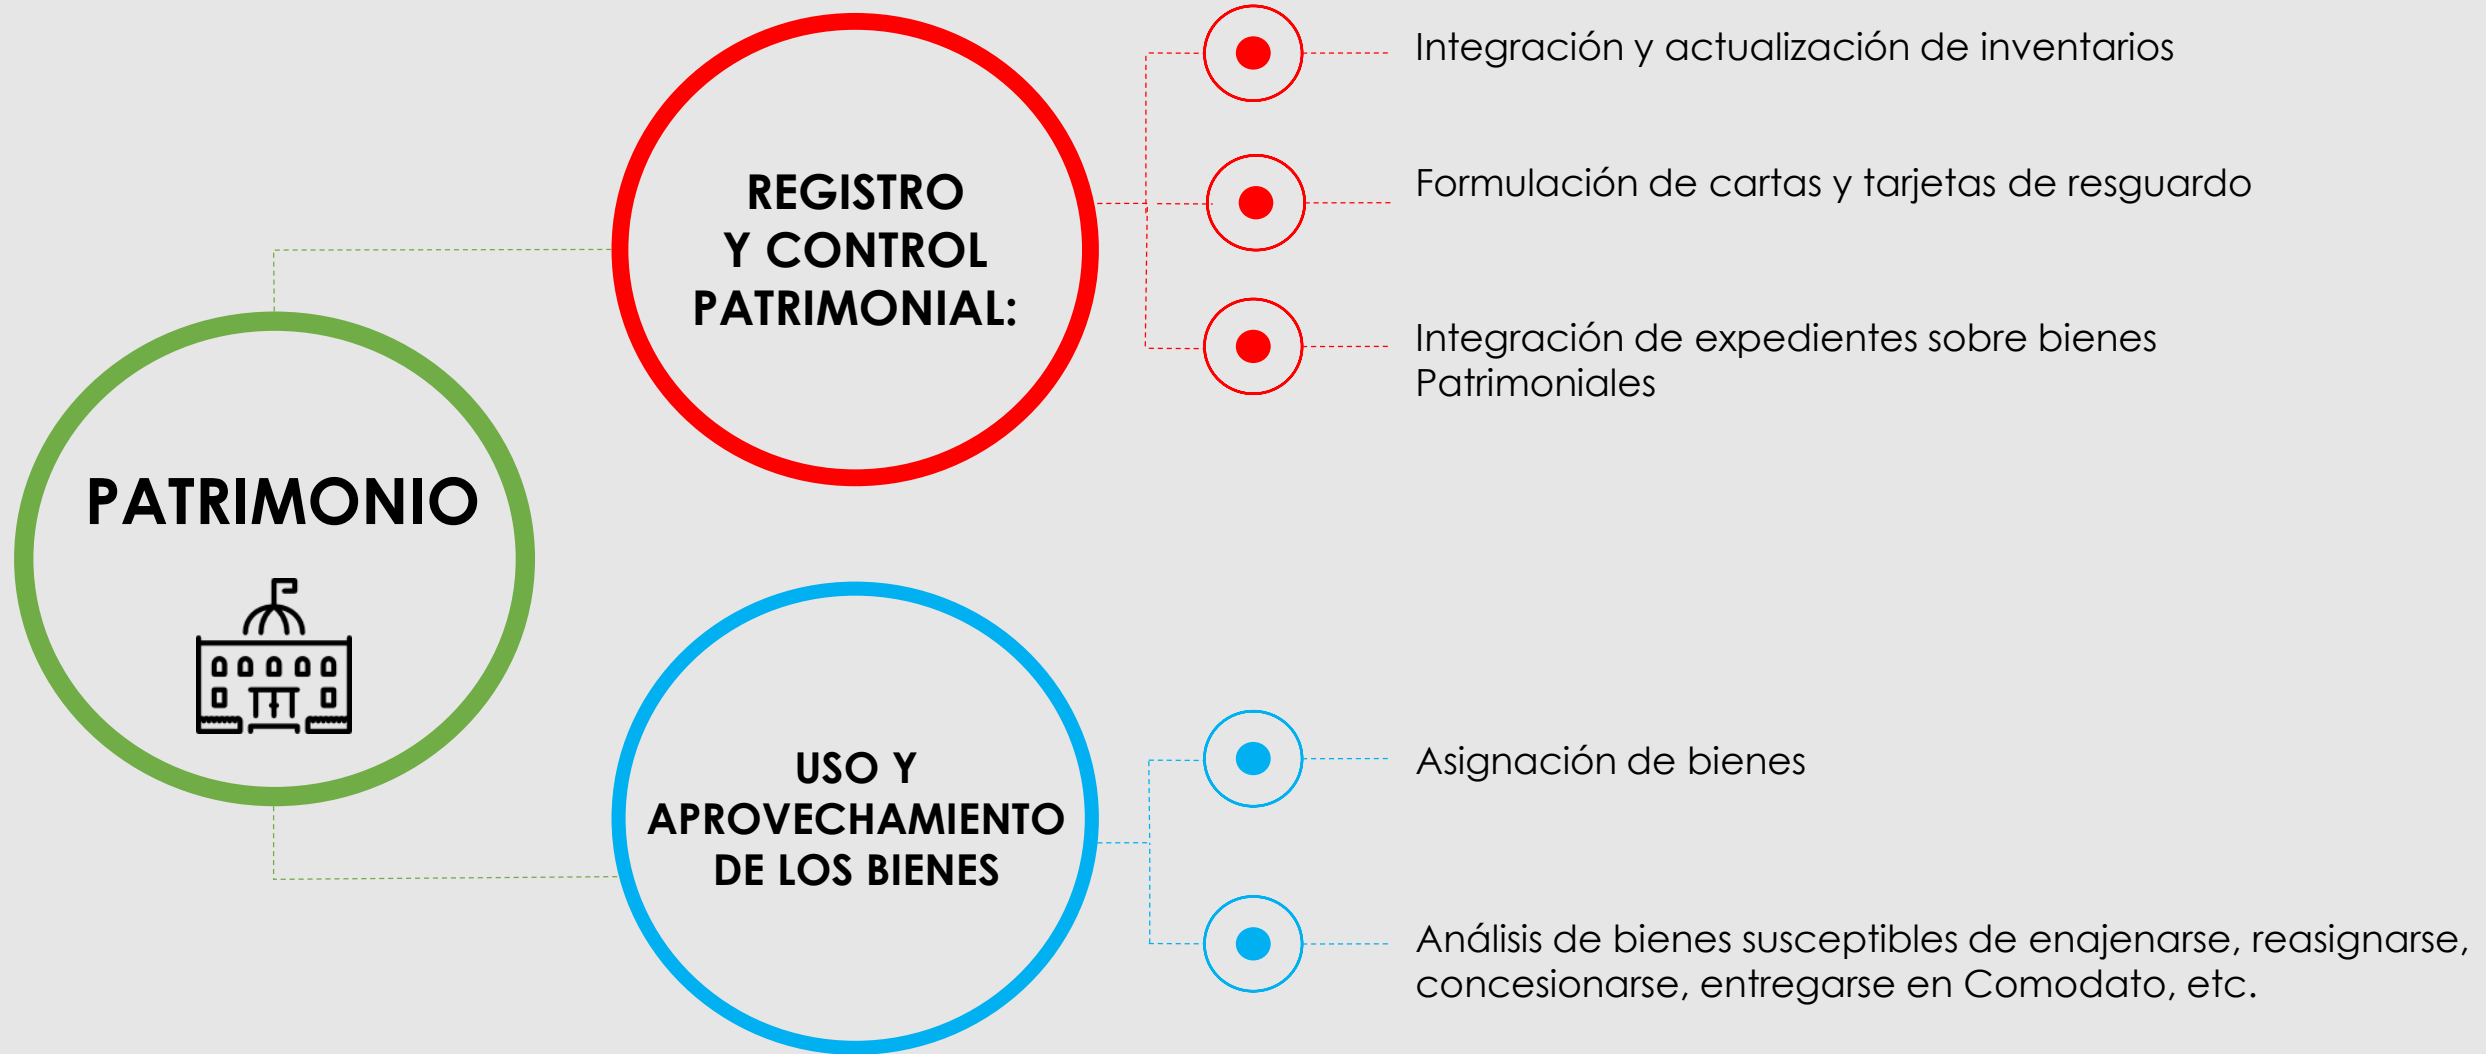 PATRIMONIO
REGISTRO
Y CONTROL
PATRIMONIAL:
Integración y actualización de inventarios
Formulación de cartas y tarjetas de resguardo
Integración de expedientes sobre bienes
Patrimoniales
USO Y
APROVECHAMIENTO
DE LOS BIENES
Asignación de bienes
Análisis de bienes susceptibles de enajenarse, reasignarse,
concesionarse, entregarse en Comodato, etc.